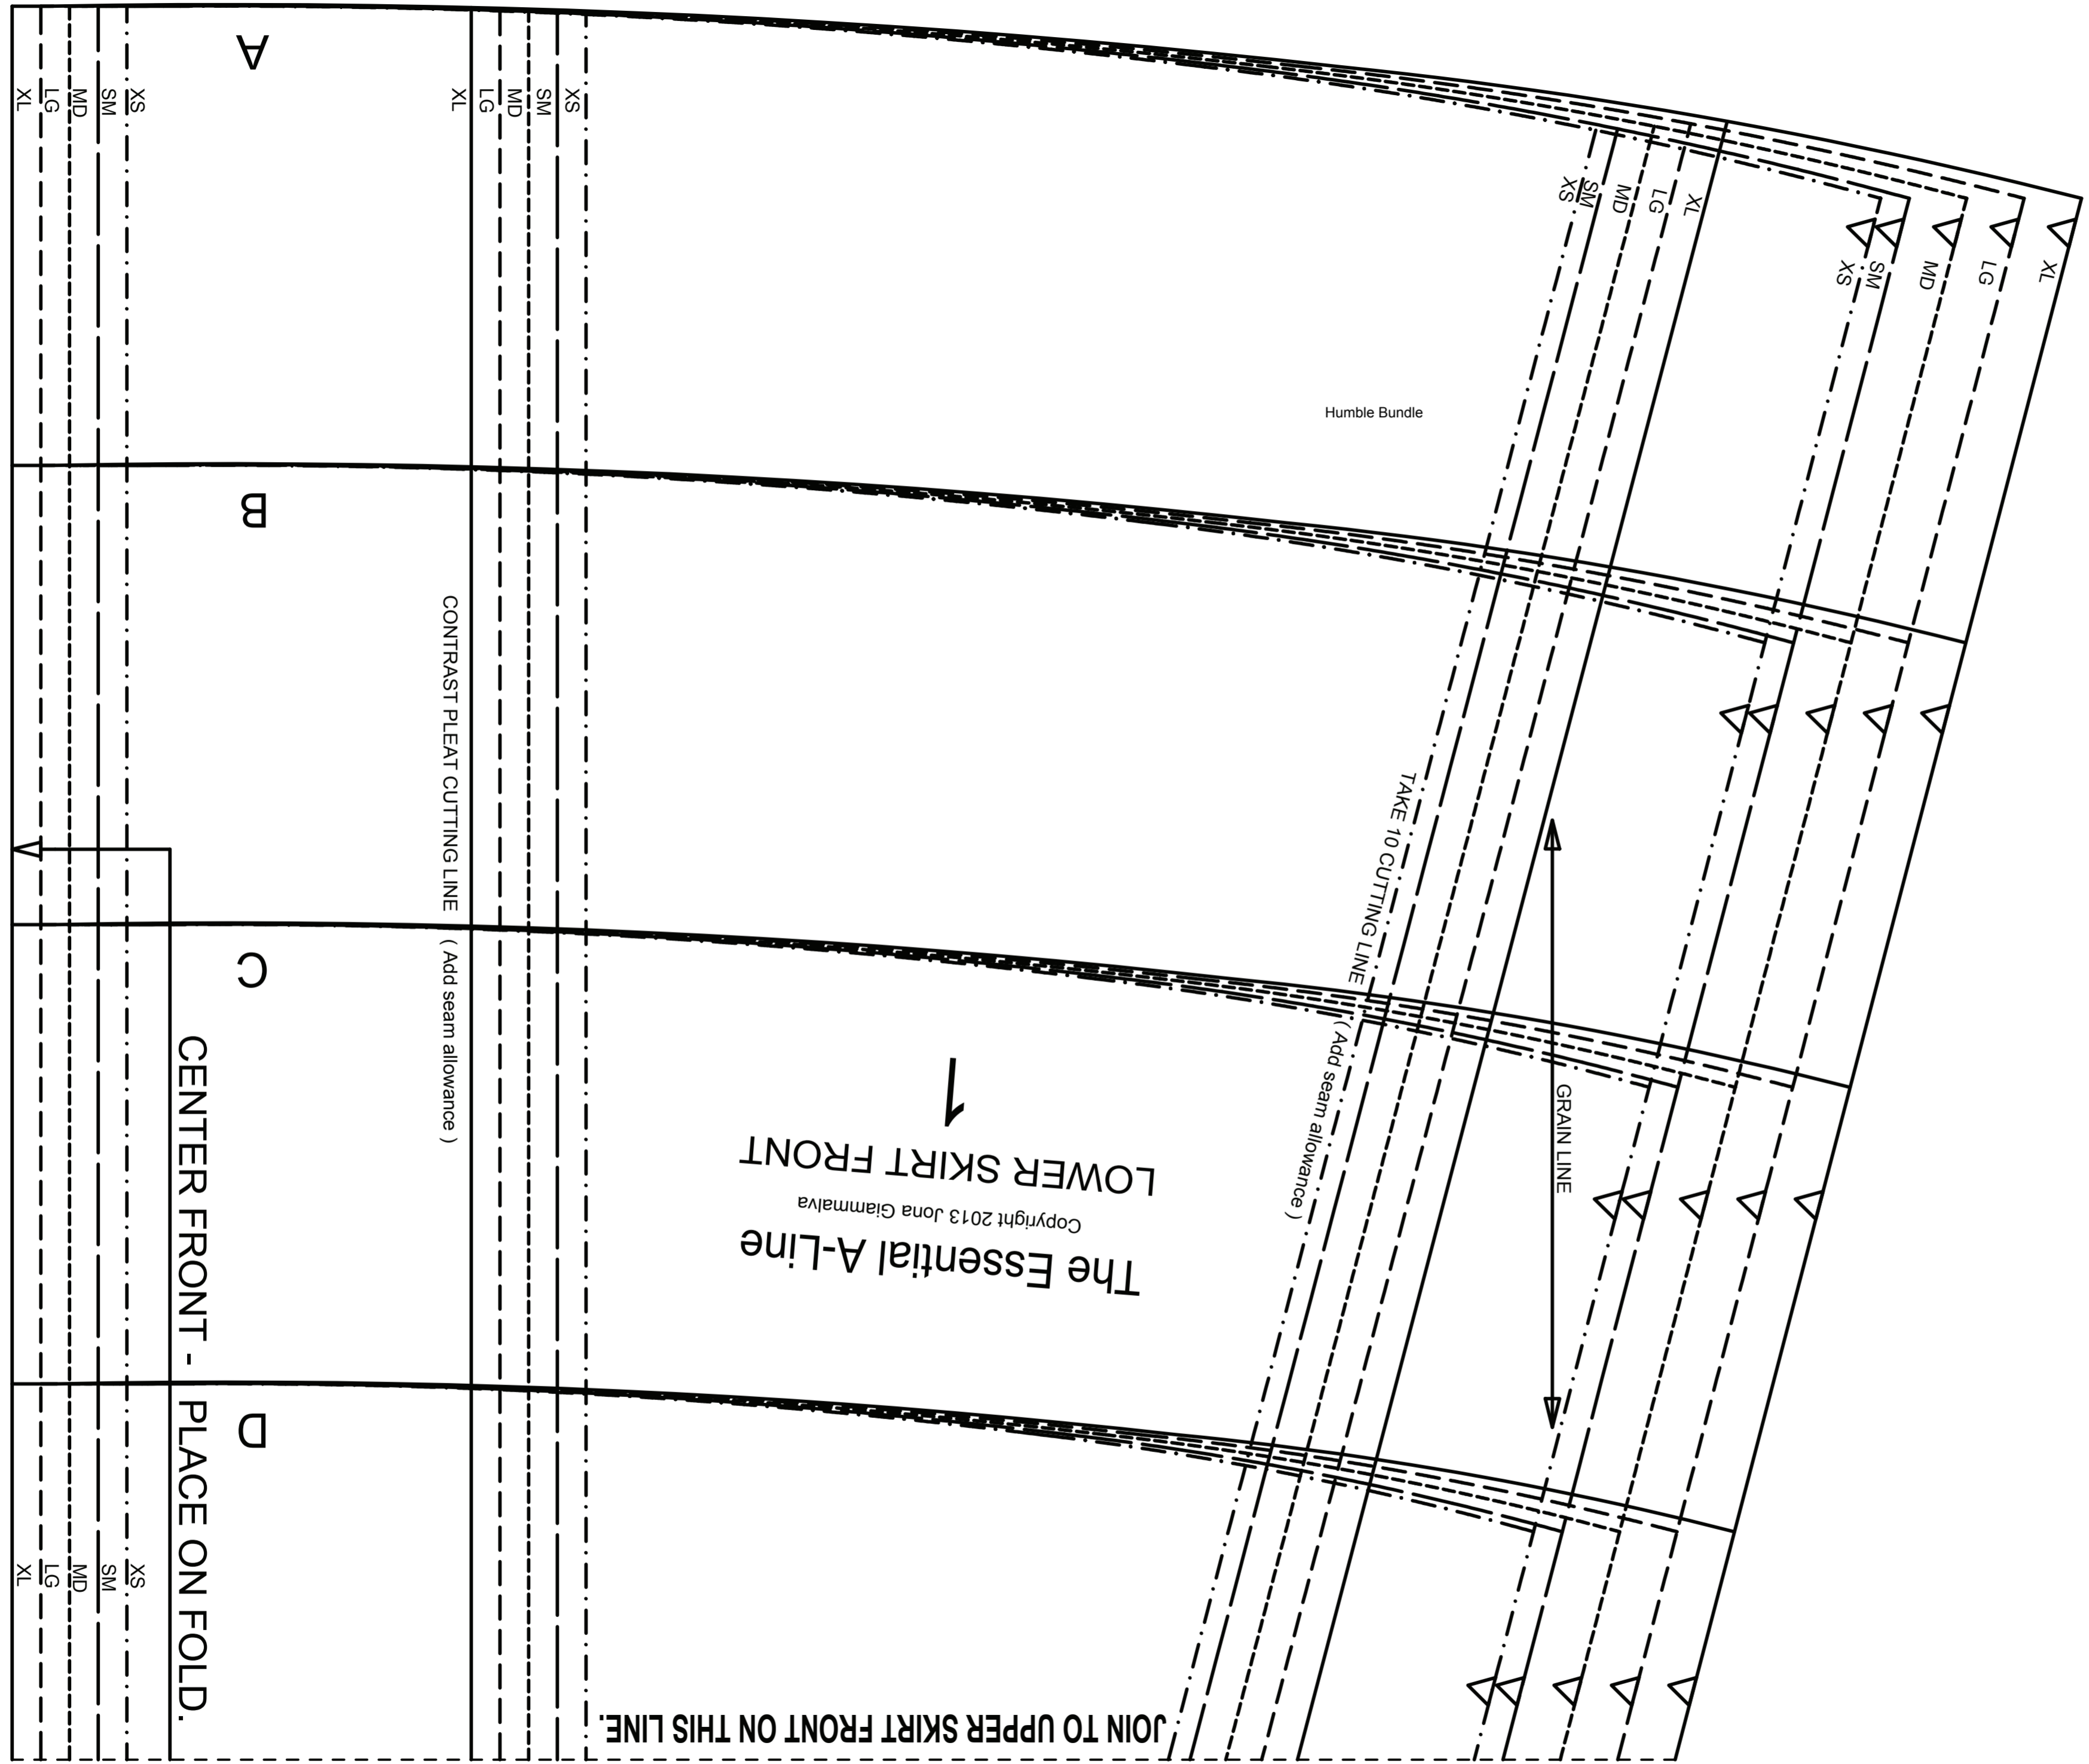 A
XL
LG
MD
SM
XS
XL
LG
MD
SM
XS
XS
SM
MD
LG
XL
XS
SM
MD
LG
XL
Humble Bundle
B
CONTRAST PLEAT CUTTING LINE ( Add seam allowance )
TAKE 10 CUTTING LINE ( Add seam allowance )
GRAIN LINE
C
CENTER FRONT - PLACE ON FOLD.
The Essential A-Line
Copyright 2013 Jona Giammalva
LOWER SKIRT FRONT
1
D
XL
LG
MD
SM
XS
JOIN TO UPPER SKIRT FRONT ON THIS LINE.